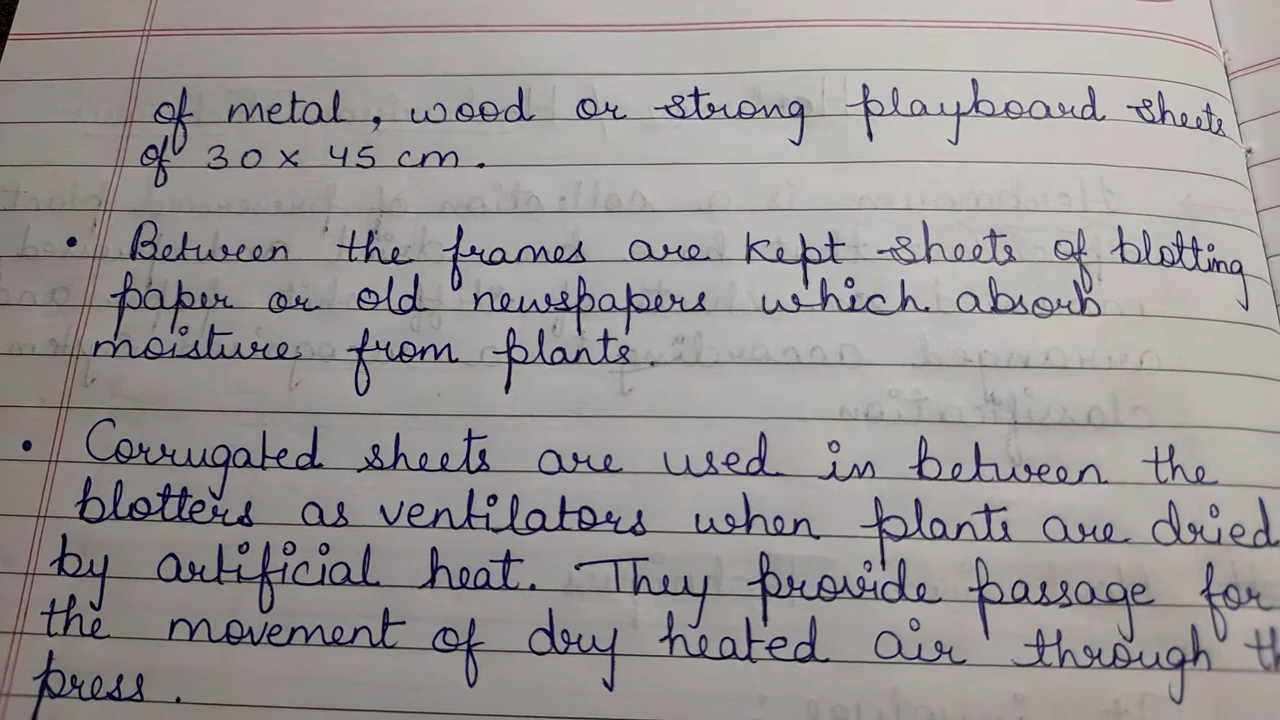 of metal, wood or strong playboard sheets
of 30 x 45 cm.
• Between the frames are kept sheets of blotting
paper or old newspapers which absorb
moisture from plants.
• Corrugated sheets are used in between the
blotters as ventilators when plants are dried
by artificial heat. They provide passage for
the movement of dry heated air through th
press.